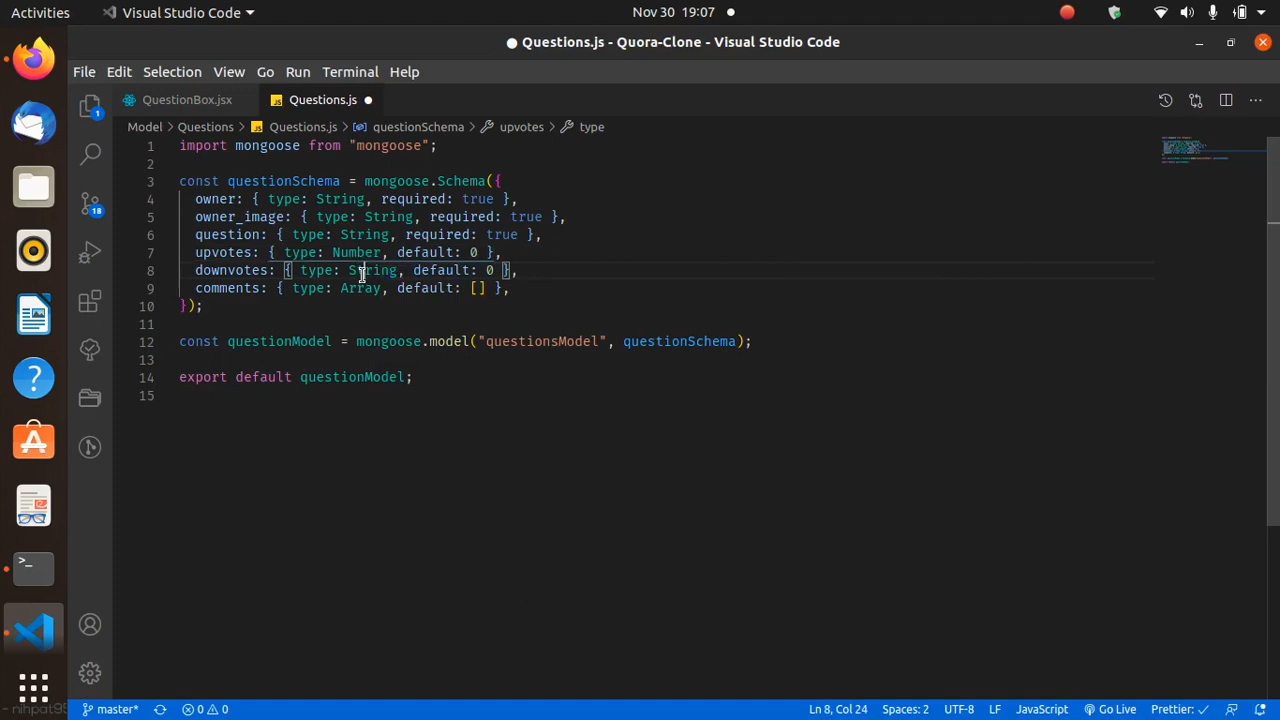 Activities
Visual Studio Code
Nov 30 19:07
Questions.js - Quora-Clone - Visual Studio Code
File Edit Selection View Go Run Terminal Help
QuestionBox.jsx
JS Questions.js
1
Model Questions JS Questions.js questionSchema upvotes type
1 import mongoose from "mongoose";
2
3 const questionSchema = mongoose.Schema({
4 owner: { type: String, required: true },
5 owner_image: { type: String, required: true },
6 question: { type: String, required: true },
7 upvotes: { type: Number, default: 0 },
18
8 downvotes: { type: String, default: 0 },
9 comments: { type: Array, default: [] },
10 });
11
12 const questionModel = mongoose.model("questionsModel", questionSchema);
13
14 export default questionModel;
15
master* 0 0 Ln 8, Col 24 Spaces: 2 UTF-8 LF JavaScript Go Live Prettier: ✓